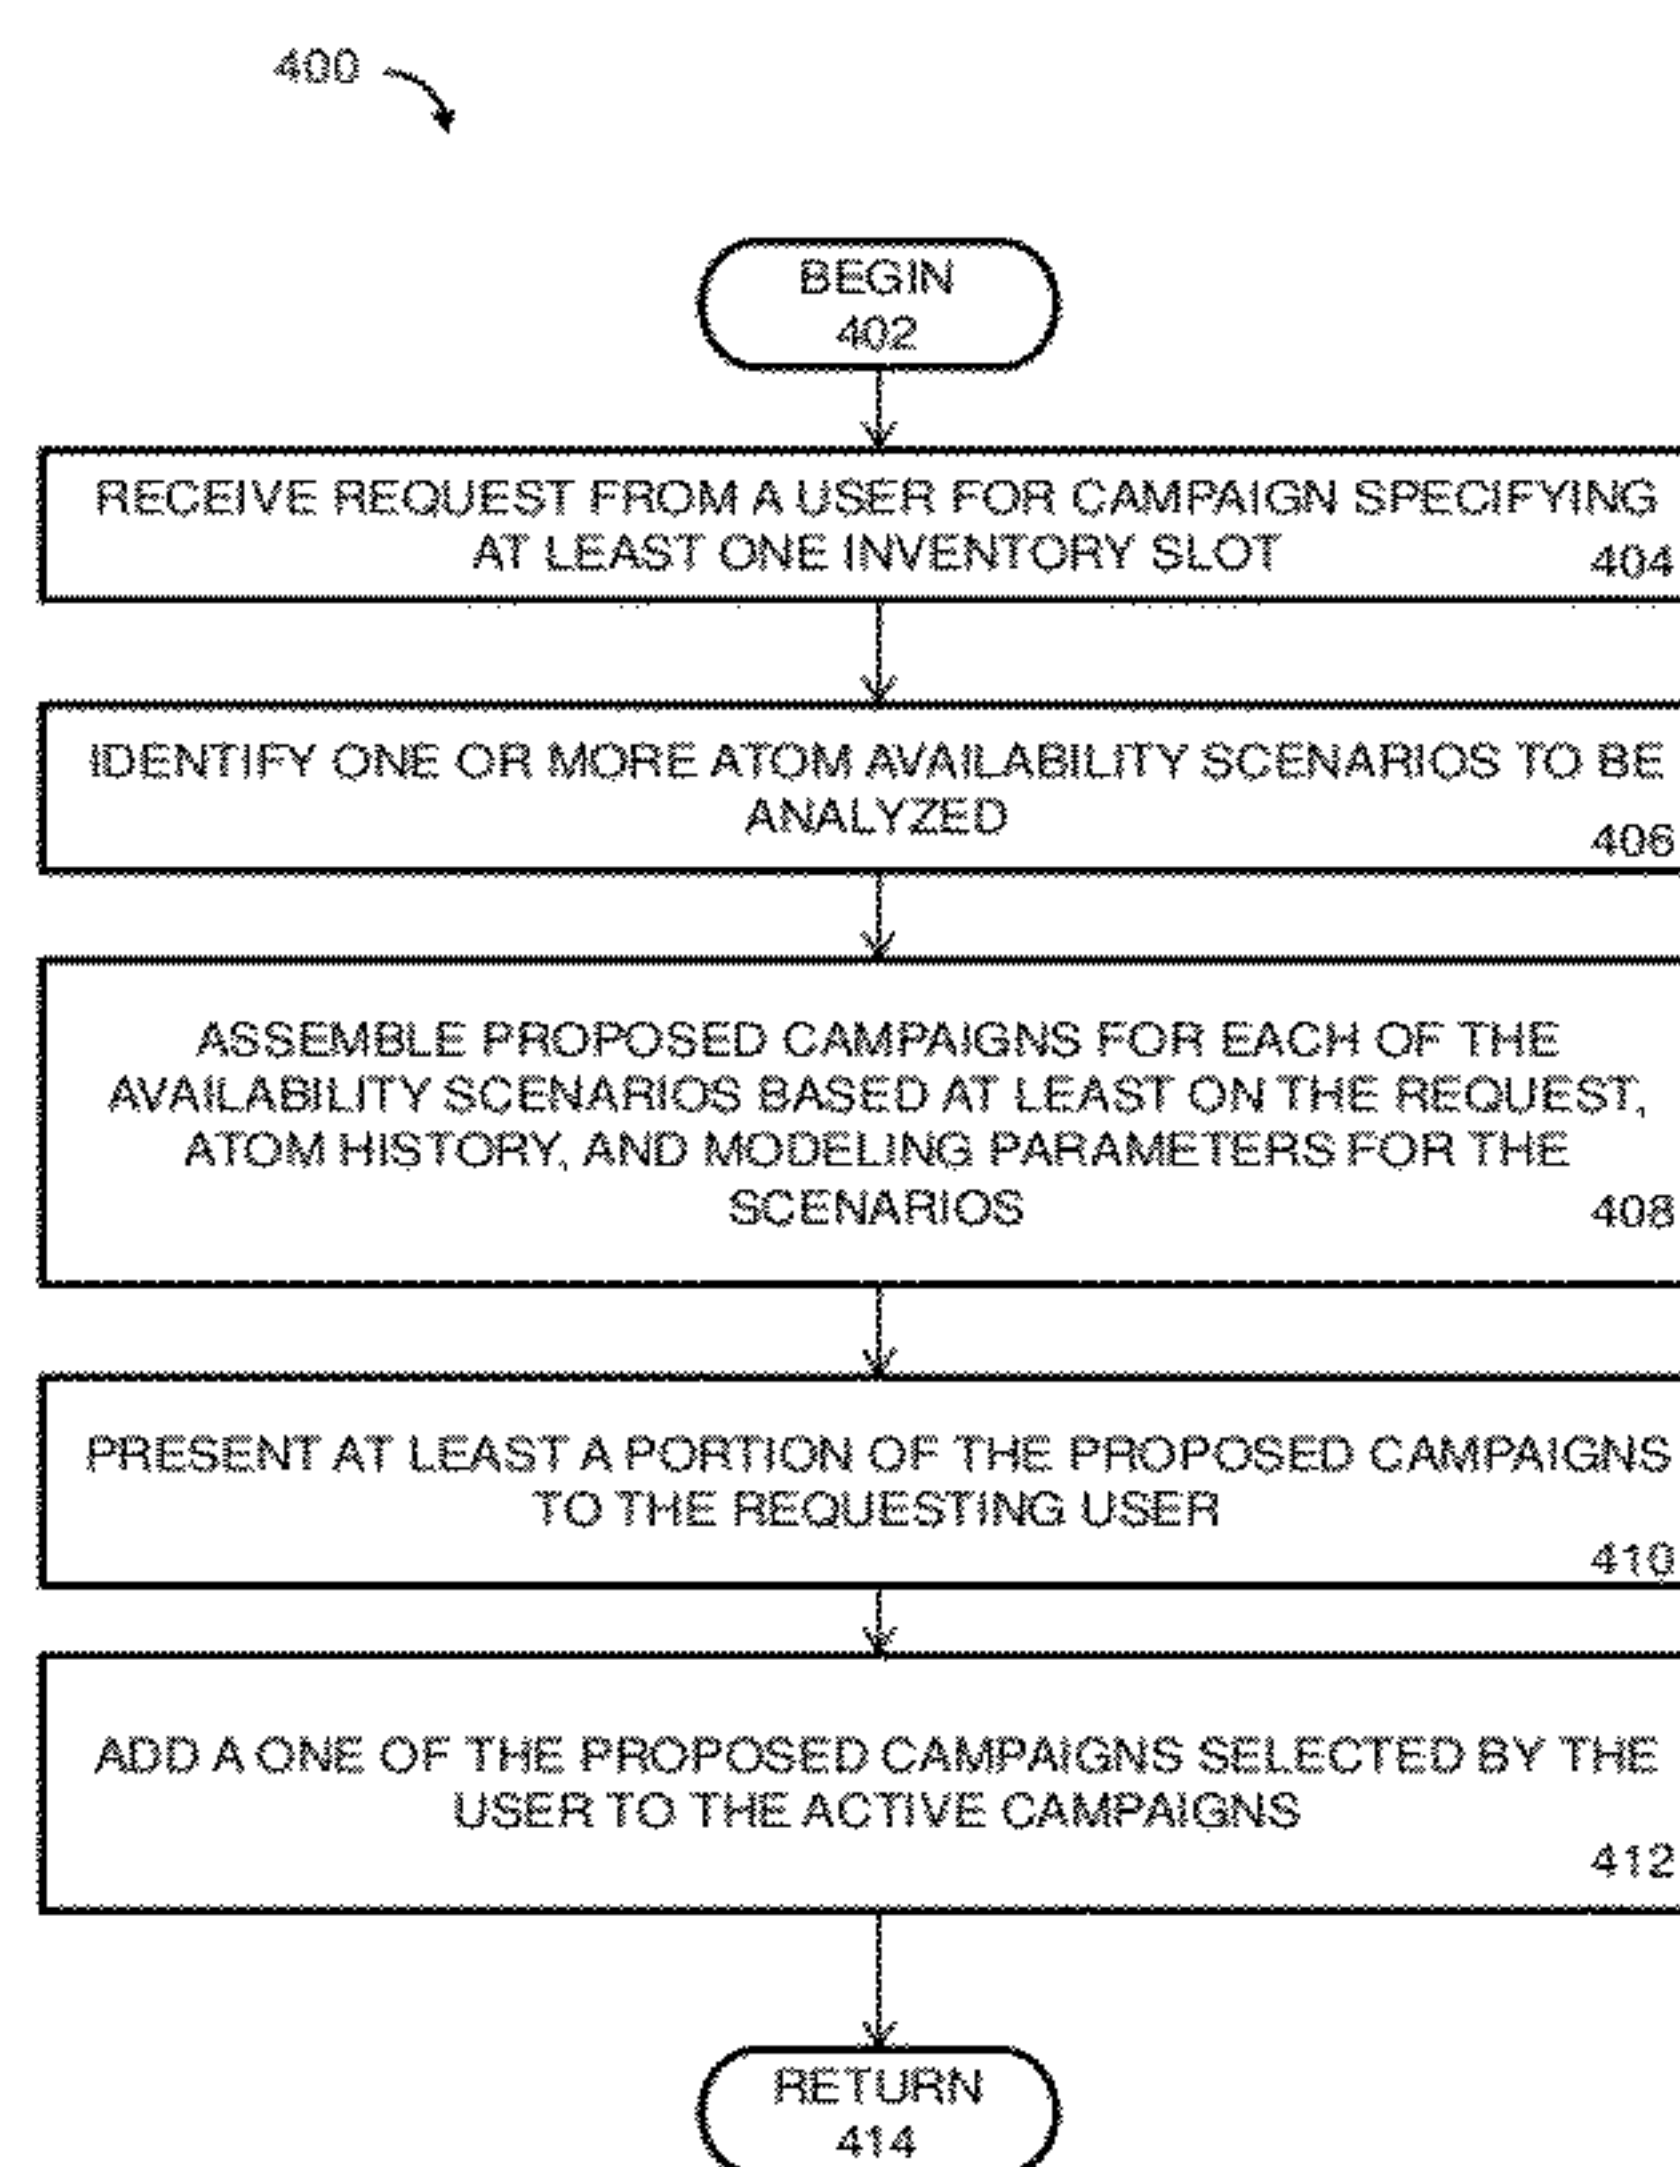 400
BEGIN
402
RECEIVE REQUEST FROM A USER FOR CAMPAIGN SPECIFYING
AT LEAST ONE INVENTORY SLOT
404
IDENTIFY ONE OR MORE ATOM AVAILABILITY SCENARIOS TO BE
ANALYZED
406
ASSEMBLE PROPOSED CAMPAIGNS FOR EACH OF THE
AVAILABILITY SCENARIOS BASED AT LEAST ON THE REQUEST,
ATOM HISTORY, AND MODELING PARAMETERS FOR THE
SCENARIOS
408
PRESENT AT LEAST A PORTION OF THE PROPOSED CAMPAIGNS
TO THE REQUESTING USER
410
ADD A ONE OF THE PROPOSED CAMPAIGNS SELECTED BY THE
USER TO THE ACTIVE CAMPAIGNS
412
RETURN
414